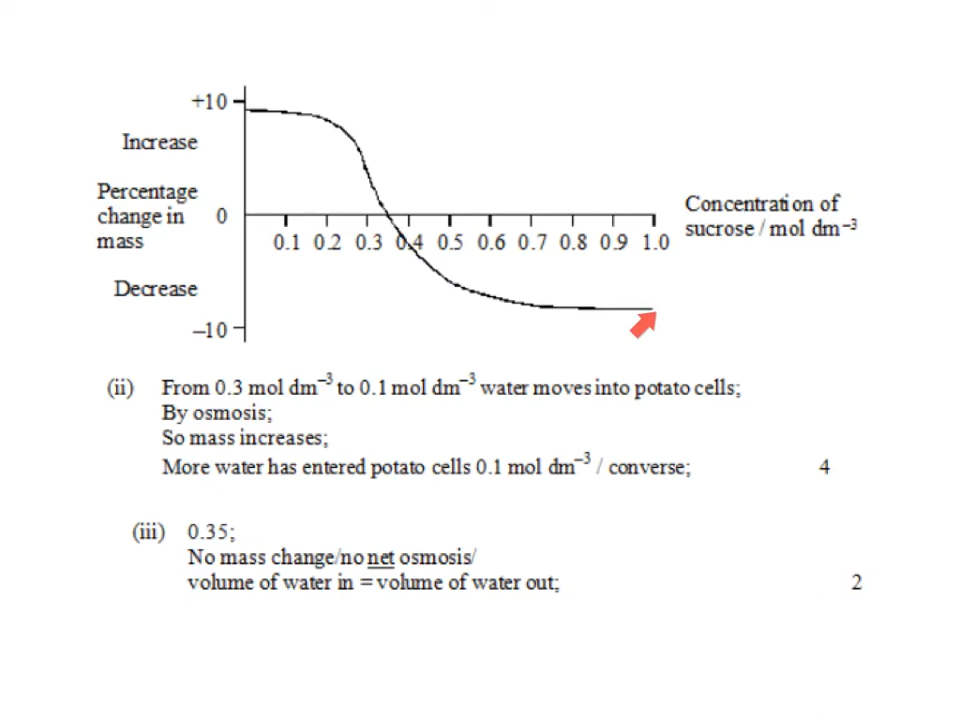 +10
Increase
Percentage
change in
mass
0
Concentration of
sucrose / mol dm⁻³
0.1 0.2 0.3 0.4 0.5 0.6 0.7 0.8 0.9 1.0
Decrease
–10
(ii) From 0.3 mol dm⁻³ to 0.1 mol dm⁻³ water moves into potato cells;
By osmosis;
So mass increases;
More water has entered potato cells 0.1 mol dm⁻³ / converse; 4
(iii) 0.35;
No mass change/no net osmosis/
volume of water in = volume of water out; 2